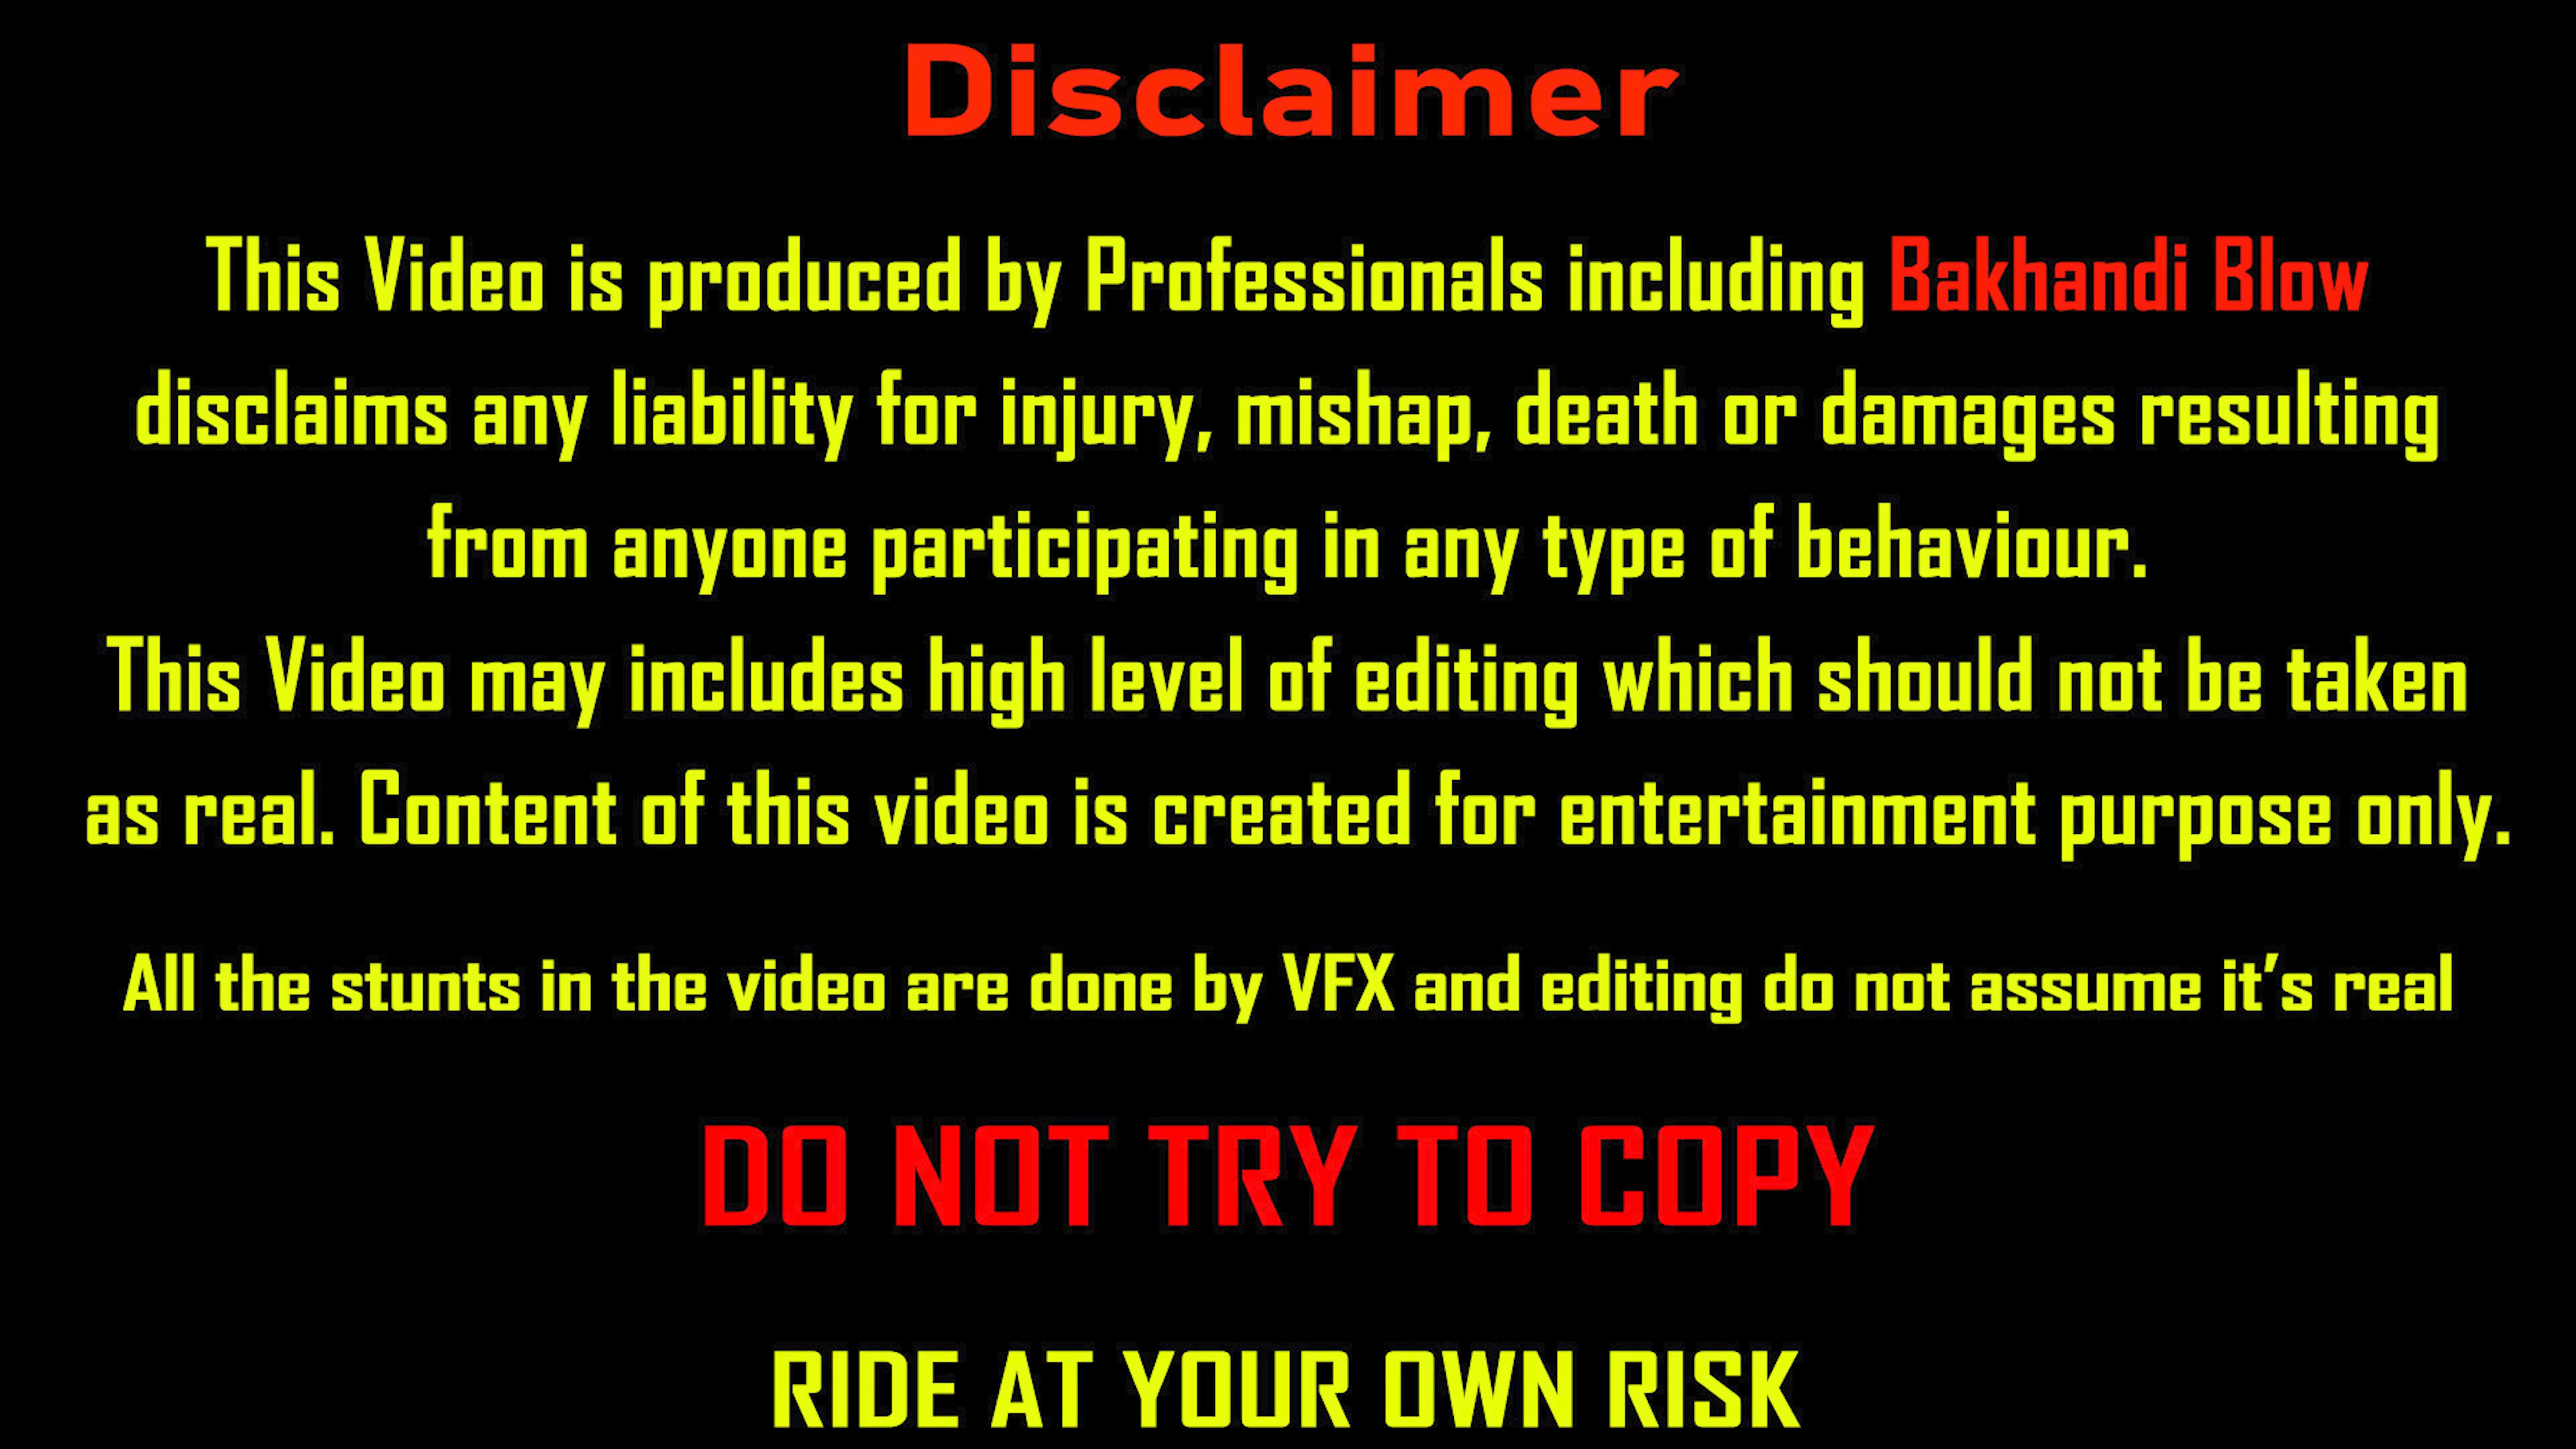 Disclaimer
This Video is produced by Professionals including Bakhandi Blow
disclaims any liability for injury, mishap, death or damages resulting
from anyone participating in any type of behaviour.
This Video may includes high level of editing which should not be taken
as real. Content of this video is created for entertainment purpose only.
All the stunts in the video are done by VFX and editing do not assume it's real
DO NOT TRY TO COPY
RIDE AT YOUR OWN RISK